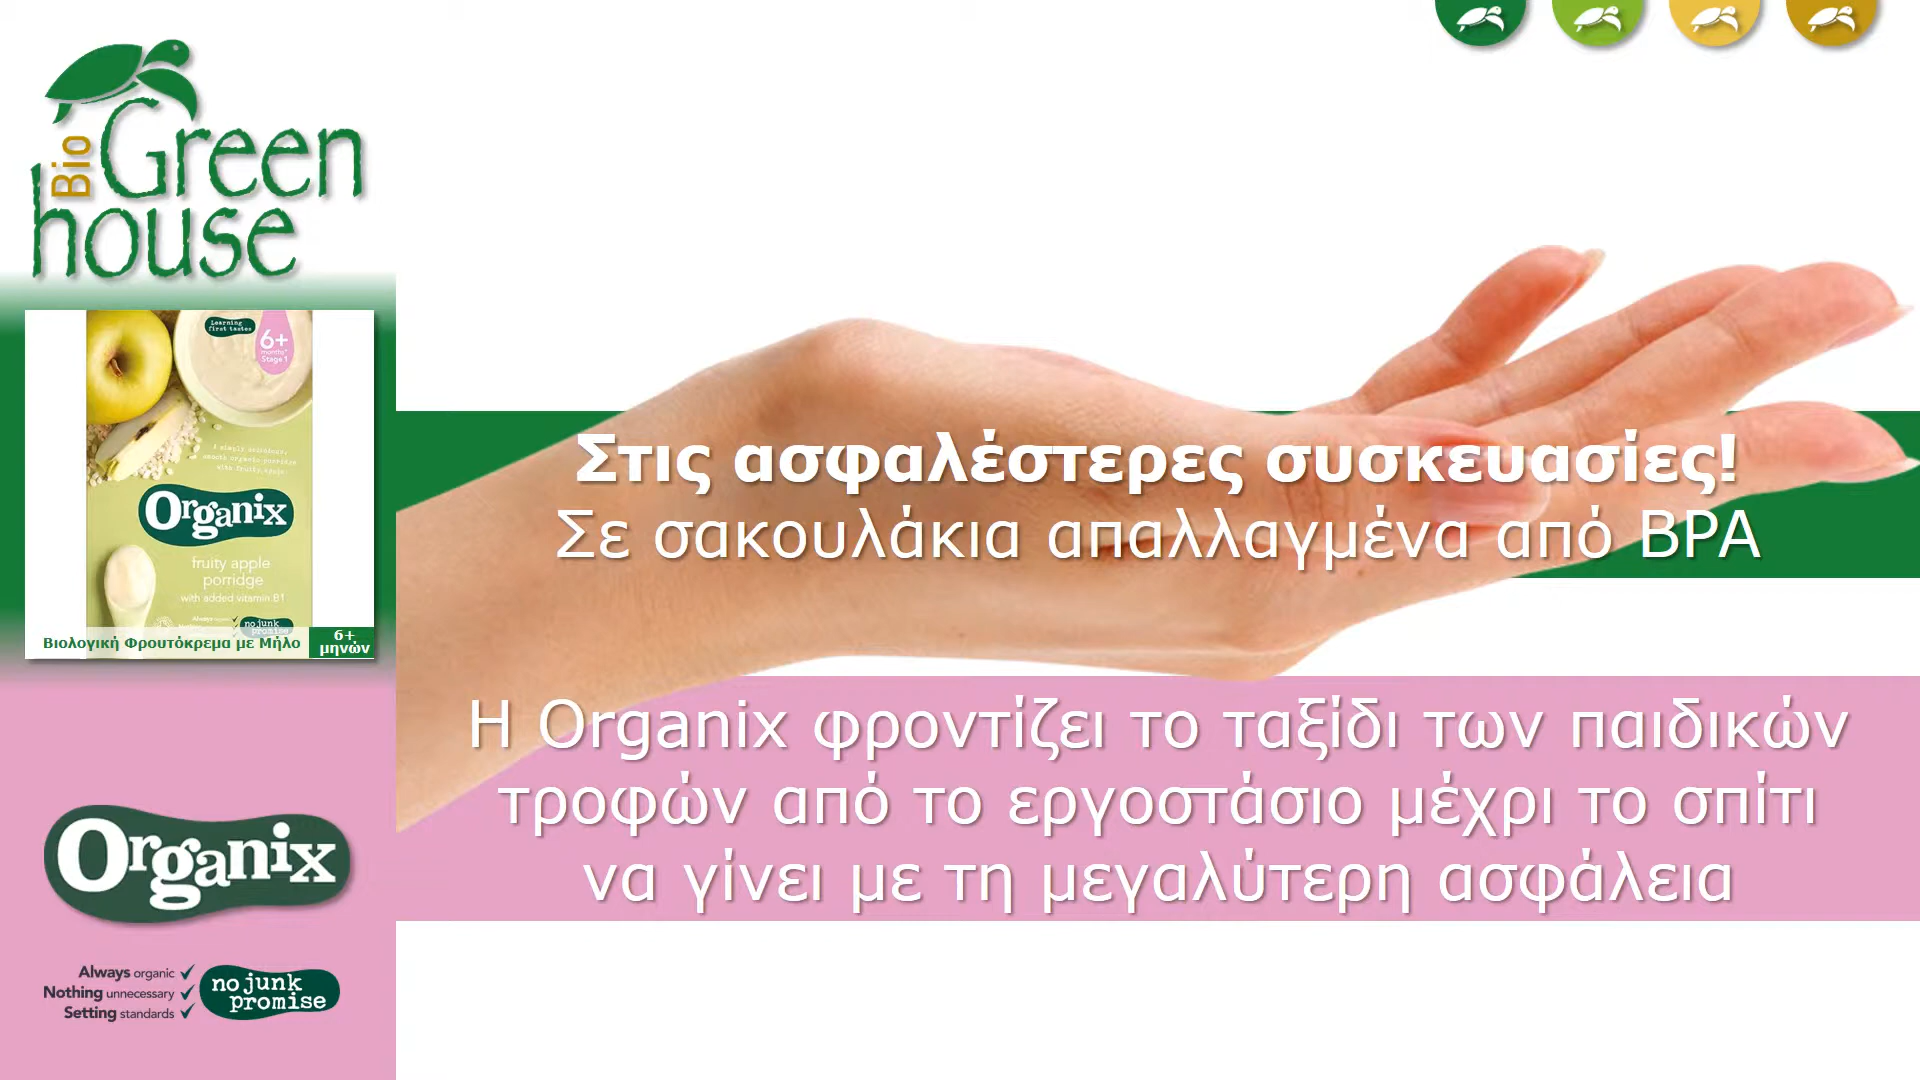 Bio Green
house
Learning
first tastes
6+
months+
Stage 1
Organix
fruity apple
porridge
with added vitamin B1
no junk
promise
Βιολογική Φρουτόκρεμα με Μήλο
6+
μηνών
Στις ασφαλέστερες συσκευασίες!
Σε σακουλάκια απαλλαγμένα από BPA
Η Organix φροντίζει το ταξίδι των παιδικών
τροφών από το εργοστάσιο μέχρι το σπίτι
να γίνει με τη μεγαλύτερη ασφάλεια
Organix
Always organic
Nothing unnecessary
Setting standards
no junk
promise